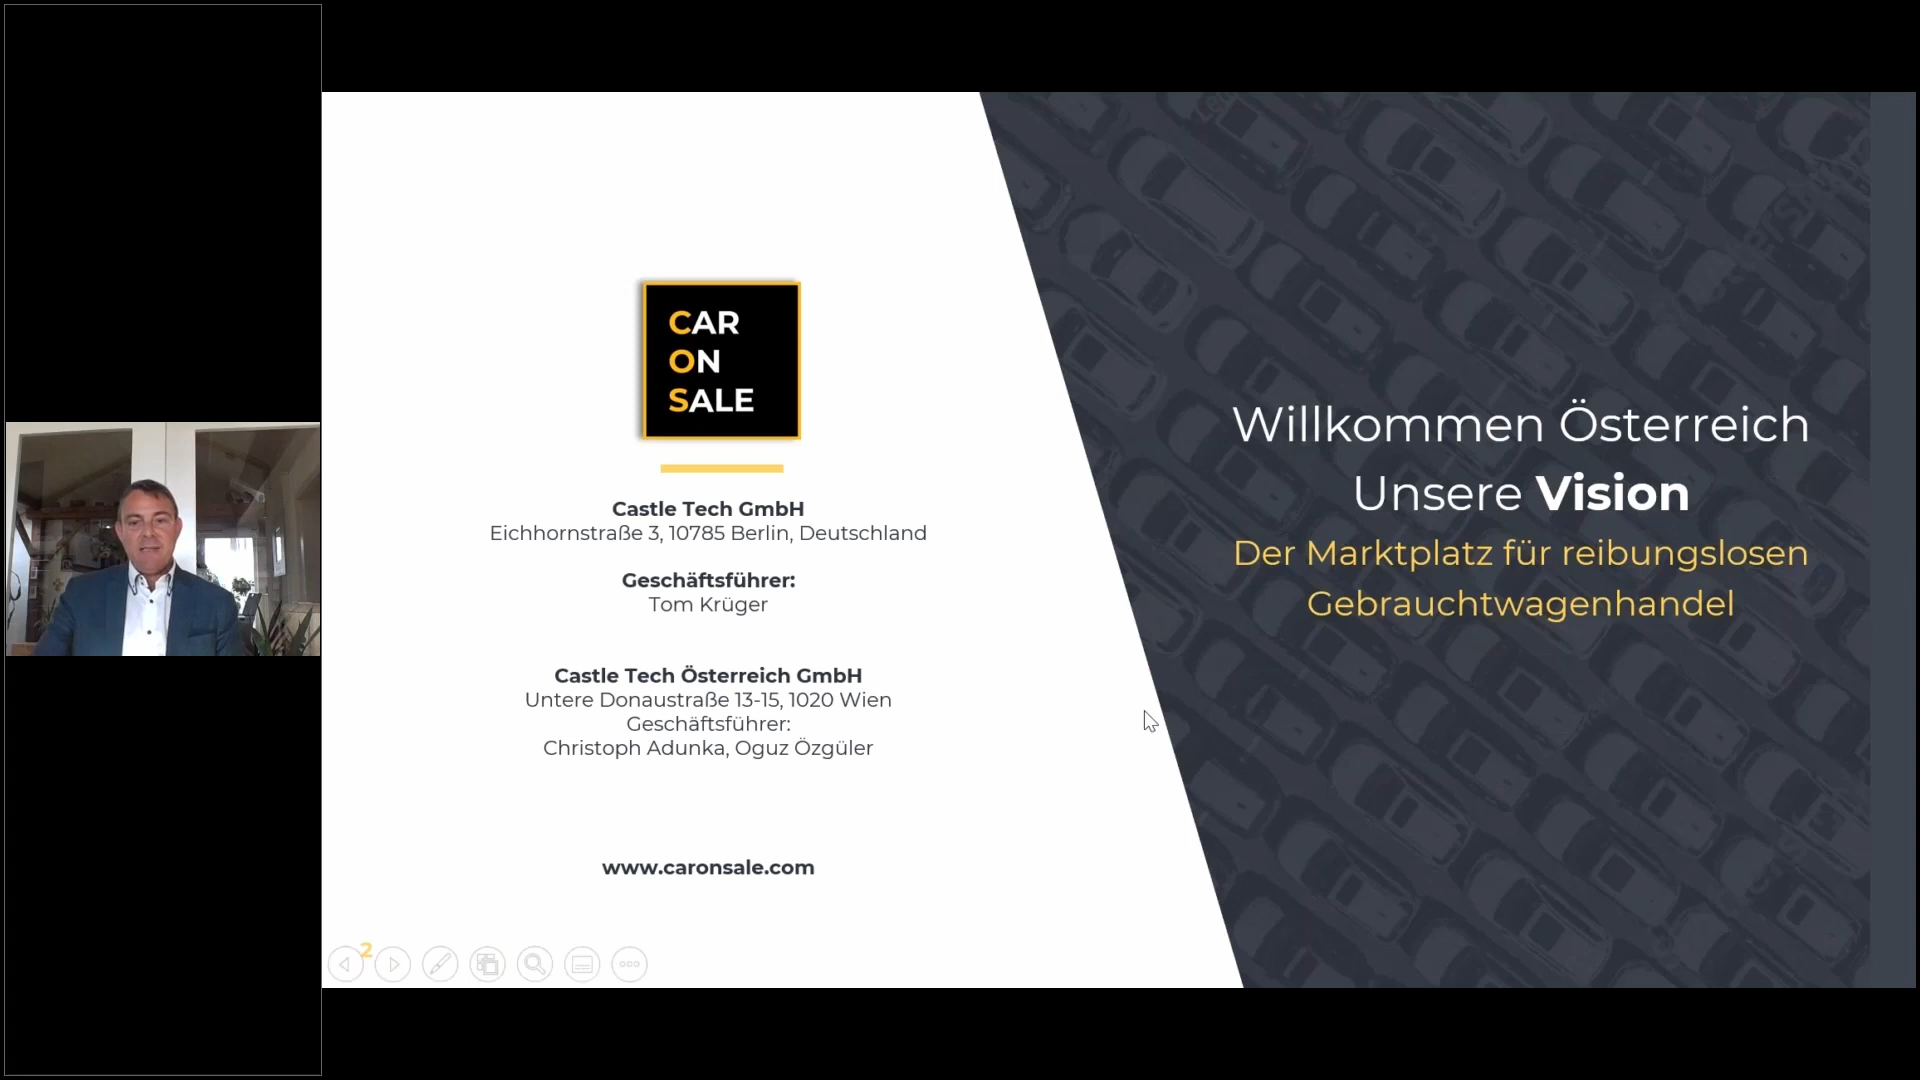 CAR
ON
SALE
Castle Tech GmbH
Eichhornstraße 3, 10785 Berlin, Deutschland
Geschäftsführer:
Tom Krüger
Castle Tech Österreich GmbH
Untere Donaustraße 13-15, 1020 Wien
Geschäftsführer:
Christoph Adunka, Oguz Özgüler
www.caronsale.com
2
Willkommen Österreich
Unsere Vision
Der Marktplatz für reibungslosen
Gebrauchtwagenhandel